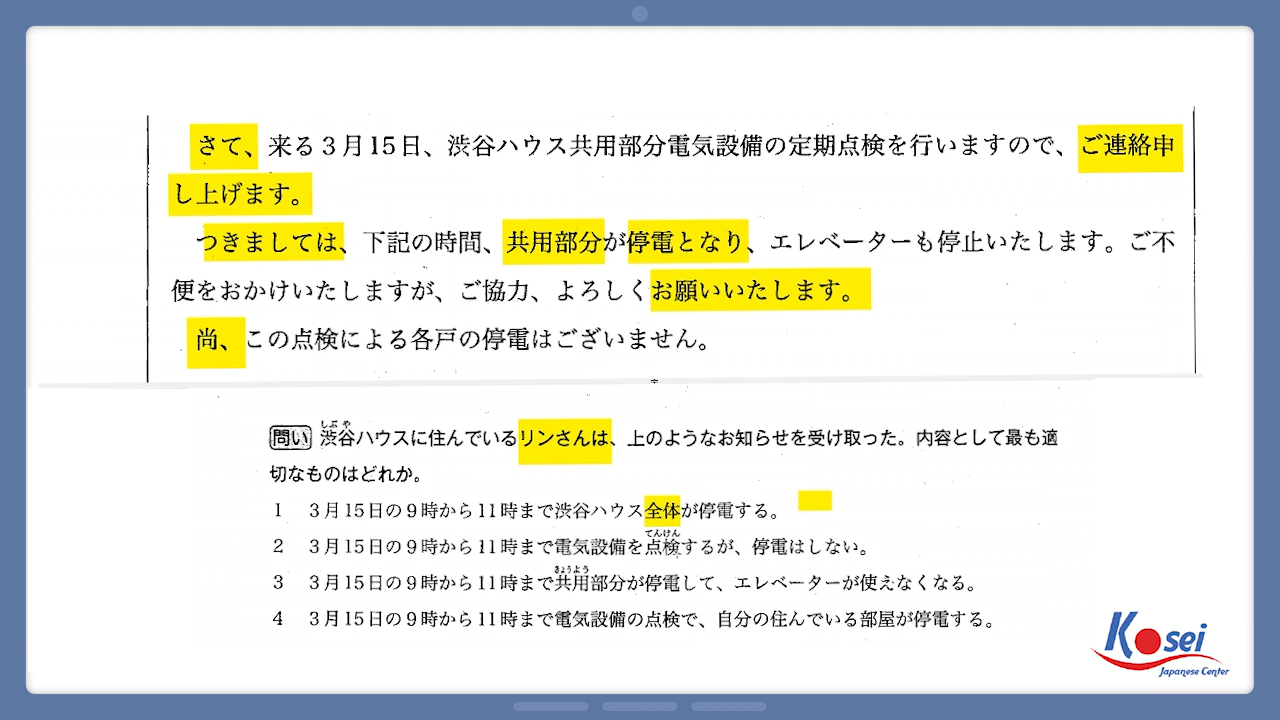 さて、来る３月15日、渋谷ハウス共用部分電気設備の定期点検を行いますので、ご連絡申
し上げます。
つきましては、下記の時間、共用部分が停電となり、エレベーターも停止いたします。ご不
便をおかけいたしますが、ご協力、よろしくお願いいたします。
尚、この点検による各戸の停電はございません。
しぶや
問い 渋谷ハウスに住んでいるリンさんは、上のようなお知らせを受け取った。内容として最も適
切なものはどれか。
1 ３月15日の９時から11時まで渋谷ハウス全体が停電する。
てんけん
2 ３月15日の９時から11時まで電気設備を点検するが、停電はしない。
きょうよう
3 ３月15日の９時から11時まで共用部分が停電して、エレベーターが使えなくなる。
4 ３月15日の９時から11時まで電気設備の点検で、自分の住んでいる部屋が停電する。
Kosei
Japanese Center